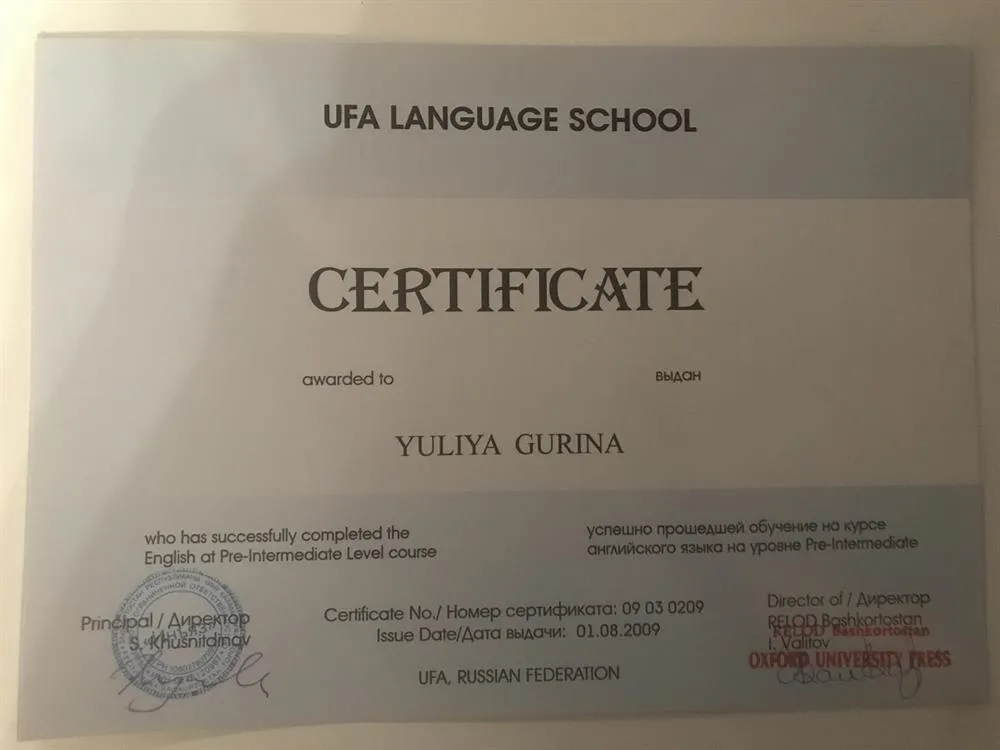 UFA LANGUAGE SCHOOL
CERTIFICATE
awarded to
выдан
YULIYA GURINA
who has successfully completed the
English at Pre-Intermediate Level course
успешно прошедшей обучение на курсе
английского языка на уровне Pre-Intermediate
Principal / Директор
S. Khusnitdinov
Certificate No./ Номер сертификата: 09 03 0209
Issue Date/Дата выдачи: 01.08.2009
UFA, RUSSIAN FEDERATION
Director of / Директор
RELOD Bashkortostan
RELOD Bashkortostan
I. Valitov
OXFORD UNIVERSITY PRESS